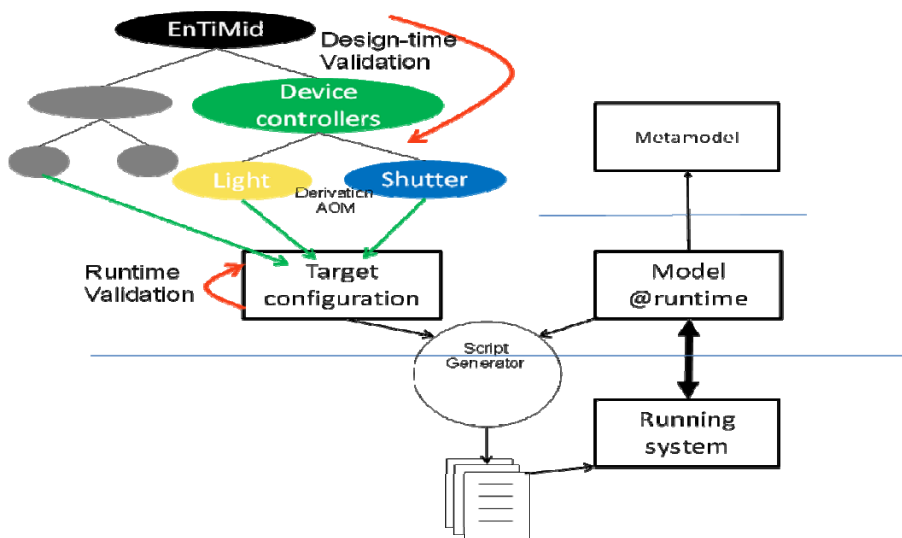 EnTiMid
Design-time
Validation
Device
controllers
Metamodel
Light
Shutter
Derivation
AOM
Runtime
Validation
Target
configuration
Model
@runtime
Script
Generator
Running
system